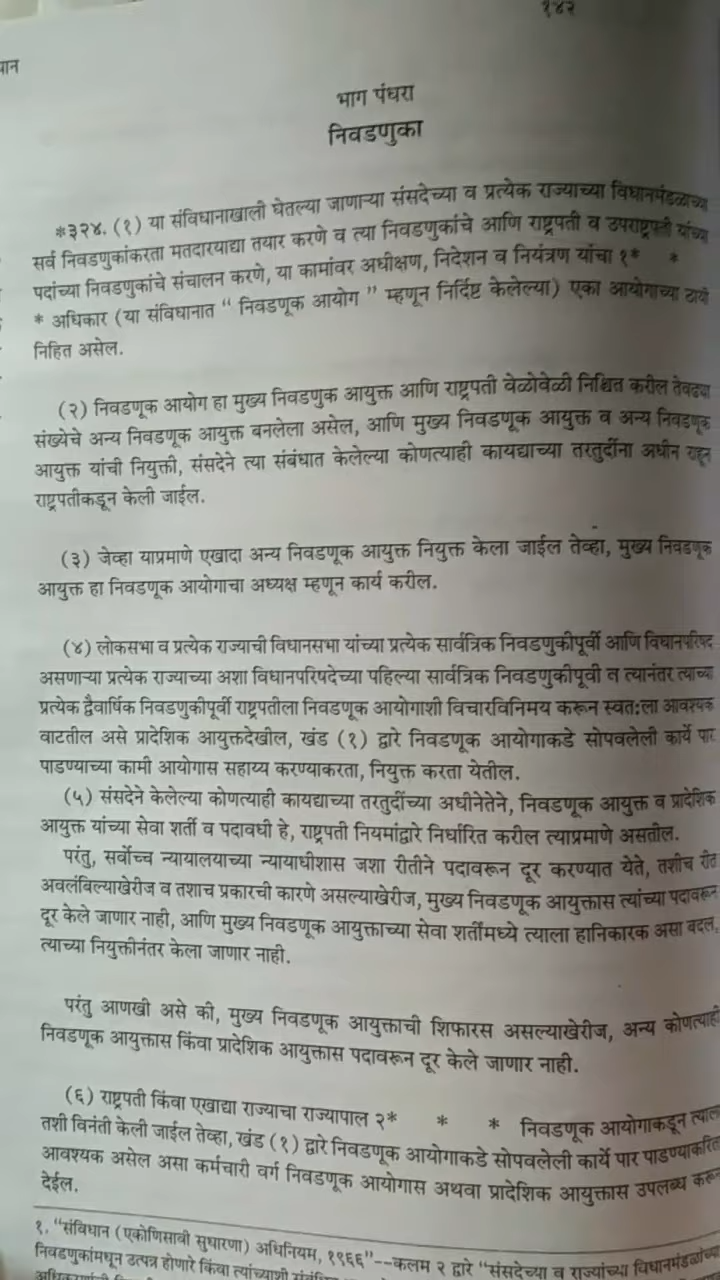 १४२
भाग पंधरा
निवडणुका
*३२४. (१) या संविधानाखाली घेतल्या जाणाऱ्या संसदेच्या व प्रत्येक राज्याच्या विधानमंडळाच्या
सर्व निवडणुकांकरता मतदारयाद्या तयार करणे व त्या निवडणुकांचे आणि राष्ट्रपती व उपराष्ट्रपती यांच्या
पदांच्या निवडणुकांचे संचालन करणे, या कामांवर अधीक्षण, निदेशन व नियंत्रण यांचा १* *
* अधिकार (या संविधानात “ निवडणूक आयोग ” म्हणून निर्दिष्ट केलेल्या) एका आयोगाच्या ठायी
निहित असेल.
(२) निवडणूक आयोग हा मुख्य निवडणुक आयुक्त आणि राष्ट्रपती वेळोवेळी निश्चित करील तेवढ्या
संख्येचे अन्य निवडणूक आयुक्त बनलेला असेल, आणि मुख्य निवडणूक आयुक्त व अन्य निवडणूक
आयुक्त यांची नियुक्ती, संसदेने त्या संबंधात केलेल्या कोणत्याही कायद्याच्या तरतुदींना अधीन राहून
राष्ट्रपतीकडून केली जाईल.
(३) जेव्हा याप्रमाणे एखादा अन्य निवडणूक आयुक्त नियुक्त केला जाईल तेव्हा, मुख्य निवडणूक
आयुक्त हा निवडणूक आयोगाचा अध्यक्ष म्हणून कार्य करील.
(४) लोकसभा व प्रत्येक राज्याची विधानसभा यांच्या प्रत्येक सार्वत्रिक निवडणुकीपूर्वी आणि विधानपरिषद
असणाऱ्या प्रत्येक राज्याच्या अशा विधानपरिषदेच्या पहिल्या सार्वत्रिक निवडणुकीपूवी न त्यानंतर त्याच्या
प्रत्येक द्वैवार्षिक निवडणुकीपूर्वी राष्ट्रपतीला निवडणूक आयोगाशी विचारविनिमय करून स्वत:ला आवश्यक
वाटतील असे प्रादेशिक आयुक्तदेखील, खंड (१) द्वारे निवडणूक आयोगाकडे सोपवलेली कार्ये पार
पाडण्याच्या कामी आयोगास सहाय्य करण्याकरता, नियुक्त करता येतील.
(५) संसदेने केलेल्या कोणत्याही कायद्याच्या तरतुदींच्या अधीनेतेने, निवडणूक आयुक्त व प्रादेशिक
आयुक्त यांच्या सेवा शर्ती व पदावधी हे, राष्ट्रपती नियमांद्वारे निर्धारित करील त्याप्रमाणे असतील.
परंतु, सर्वोच्च न्यायालयाच्या न्यायाधीशास जशा रीतीने पदावरून दूर करण्यात येते, तशीच रीत
अवलंबिल्याखेरीज व तशाच प्रकारची कारणे असल्याखेरीज, मुख्य निवडणूक आयुक्तास त्यांच्या पदावरून
दूर केले जाणार नाही, आणि मुख्य निवडणूक आयुक्ताच्या सेवा शर्तींमध्ये त्याला हानिकारक असा बदल,
त्याच्या नियुक्तीनंतर केला जाणार नाही.
परंतु आणखी असे की, मुख्य निवडणूक आयुक्ताची शिफारस असल्याखेरीज, अन्य कोणत्याही
निवडणूक आयुक्तास किंवा प्रादेशिक आयुक्तास पदावरून दूर केले जाणार नाही.
(६) राष्ट्रपती किंवा एखाद्या राज्याचा राज्यापाल २* * * निवडणूक आयोगाकडून त्याला
तशी विनंती केली जाईल तेव्हा, खंड (१) द्वारे निवडणूक आयोगाकडे सोपवलेली कार्ये पार पाडण्याकरिता
आवश्यक असेल असा कर्मचारी वर्ग निवडणूक आयोगास अथवा प्रादेशिक आयुक्तास उपलब्ध करून
देईल.
१. “संविधान (एकोणिसावी सुधारणा) अधिनियम, १९६६”--कलम २ द्वारे “संसदेच्या व राज्यांच्या विधानमंडळांच्या
निवडणुकांमधून उत्पन्न होणारे किंवा त्यांच्याशी